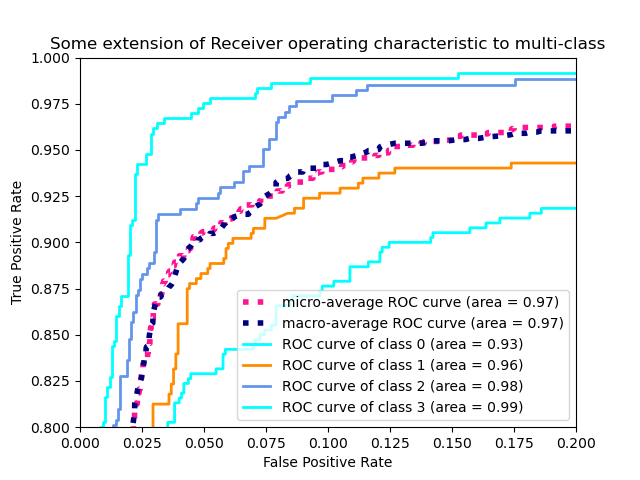 Some extension of Receiver operating characteristic to multi-class
1.000
0.975
0.950
0.925
0.900
0.875
0.850
0.825
0.800
True Positive Rate
micro-average ROC curve (area = 0.97)
macro-average ROC curve (area = 0.97)
ROC curve of class 0 (area = 0.93)
ROC curve of class 1 (area = 0.96)
ROC curve of class 2 (area = 0.98)
ROC curve of class 3 (area = 0.99)
0.000 0.025 0.050 0.075 0.100 0.125 0.150 0.175 0.200
False Positive Rate